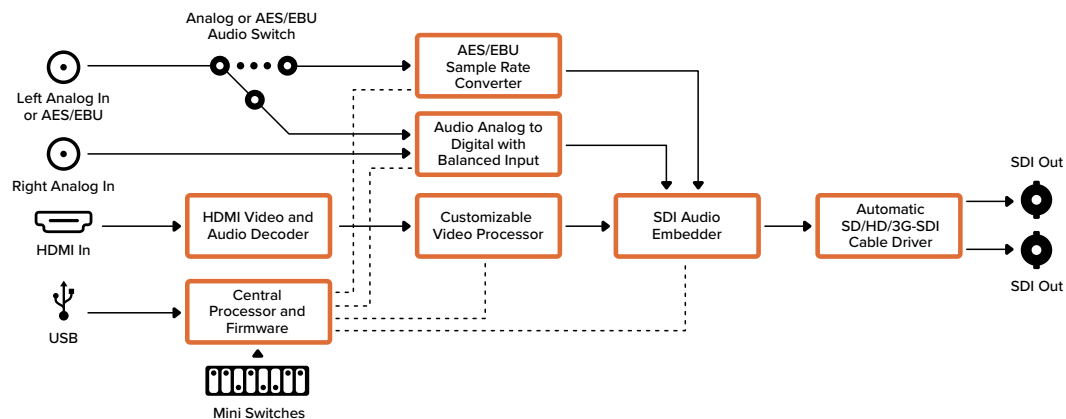 Analog or AES/EBU
Audio Switch
Left Analog In
or AES/EBU
AES/EBU
Sample Rate
Converter
Right Analog In
Audio Analog to
Digital with
Balanced Input
HDMI In
HDMI Video and
Audio Decoder
Customizable
Video Processor
SDI Audio
Embedder
Automatic
SD/HD/3G-SDI
Cable Driver
SDI Out
SDI Out
USB
Central
Processor and
Firmware
Mini Switches